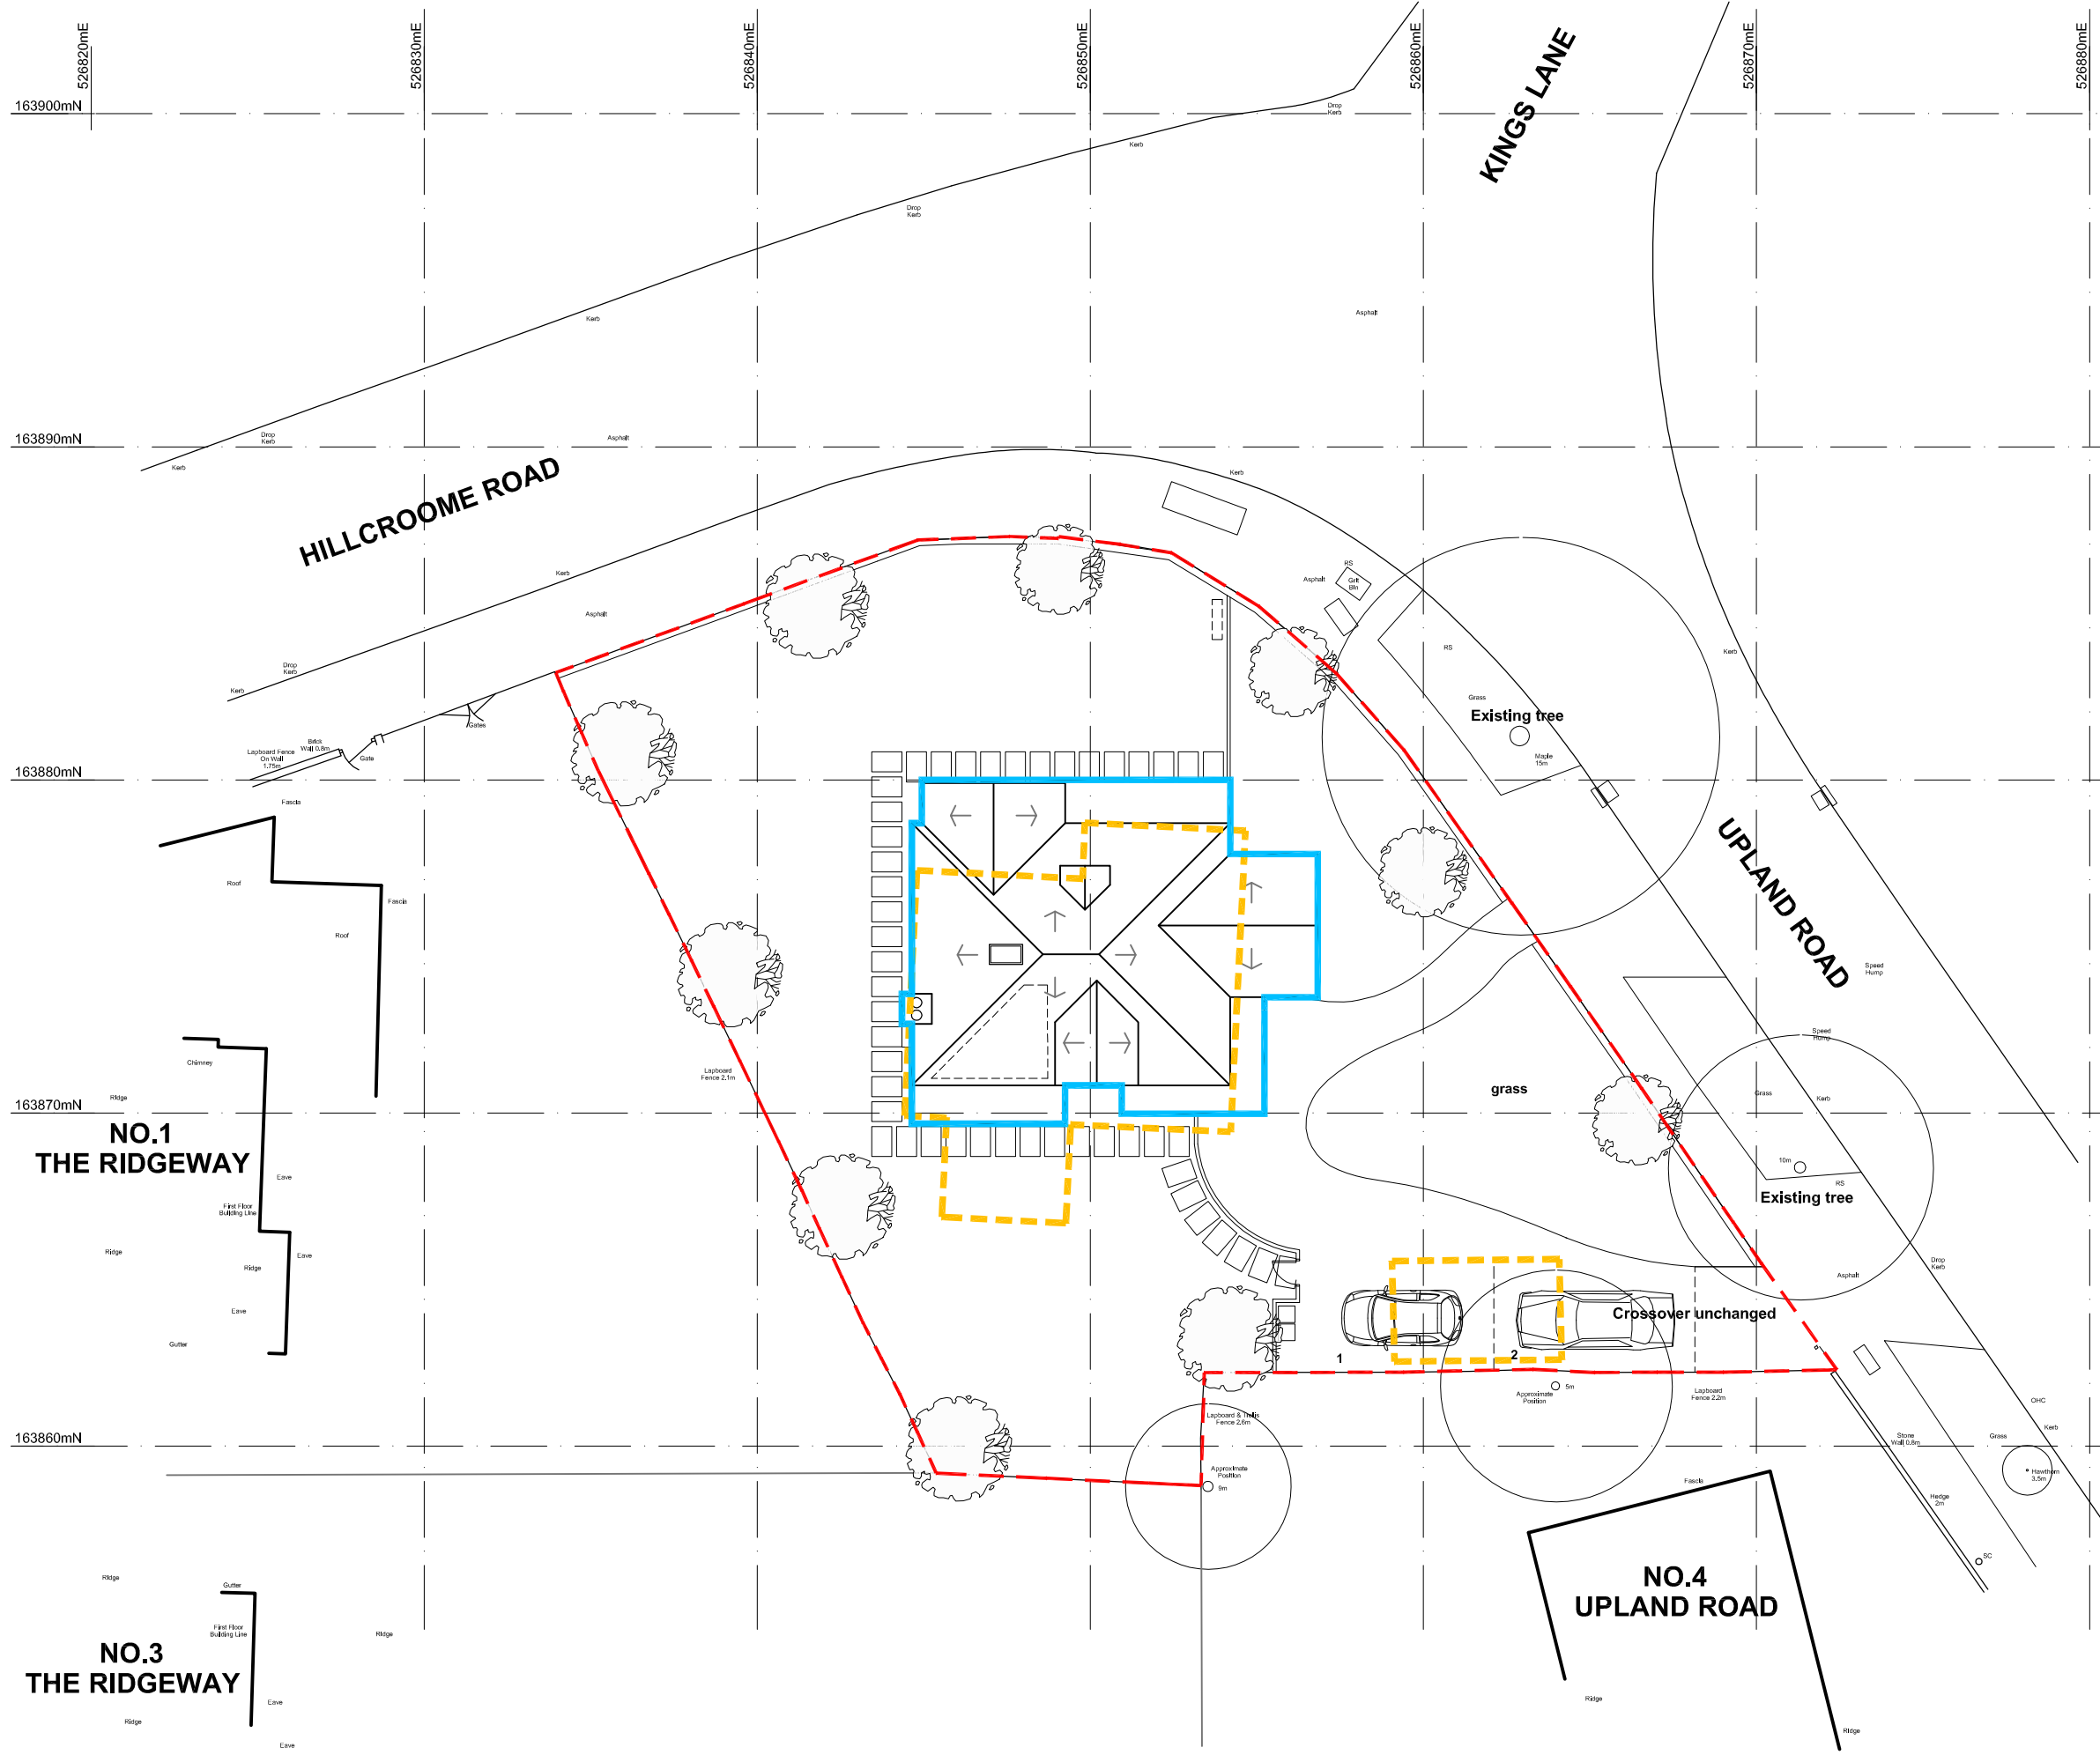 526820mE
526830mE
526840mE
526850mE
526860mE
526870mE
526880mE
163900mN
Drop
Kerb
KINGS LANE
Kerb
Drop
Kerb
Asphalt
Kerb
163890mN
Drop
Kerb
Asphalt
Kerb
HILLCROOME ROAD
Kerb
Kerb
Asphalt
RS
Grit
Bin
Asphalt
RS
Kerb
Drop
Kerb
Kerb
Grass
Existing tree
Maple
15m
Gates
Brick
Wall 0.8m
Lapboard Fence
On Wall
1.75m
Gate
163880mN
Fascia
UPLAND ROAD
Roof
Fascia
Roof
Speed
Hump
Speed
Hump
Chimney
Lapboard
Fence 2.1m
Ridge
grass
Grass
Kerb
163870mN
NO.1
THE RIDGEWAY
10m
RS
Existing tree
Eave
First Floor
Building Line
Ridge
Eave
Ridge
Drop
Kerb
Asphalt
Eave
Crossover unchanged
Gutter
1
2
5m
Approximate
Position
Lapboard
Fence 2.2m
OHC
Lapboard & Trellis
Fence 2.6m
Kerb
Stone
Wall 0.8m
Grass
163860mN
Approximate
Position
9m
Fascia
Hawthorn
3.5m
Hedge
2m
SC
Ridge
Gutter
NO.4
UPLAND ROAD
First Floor
Building Line
Ridge
NO.3
THE RIDGEWAY
Eave
Ridge
Ridge
Ridge
Eave